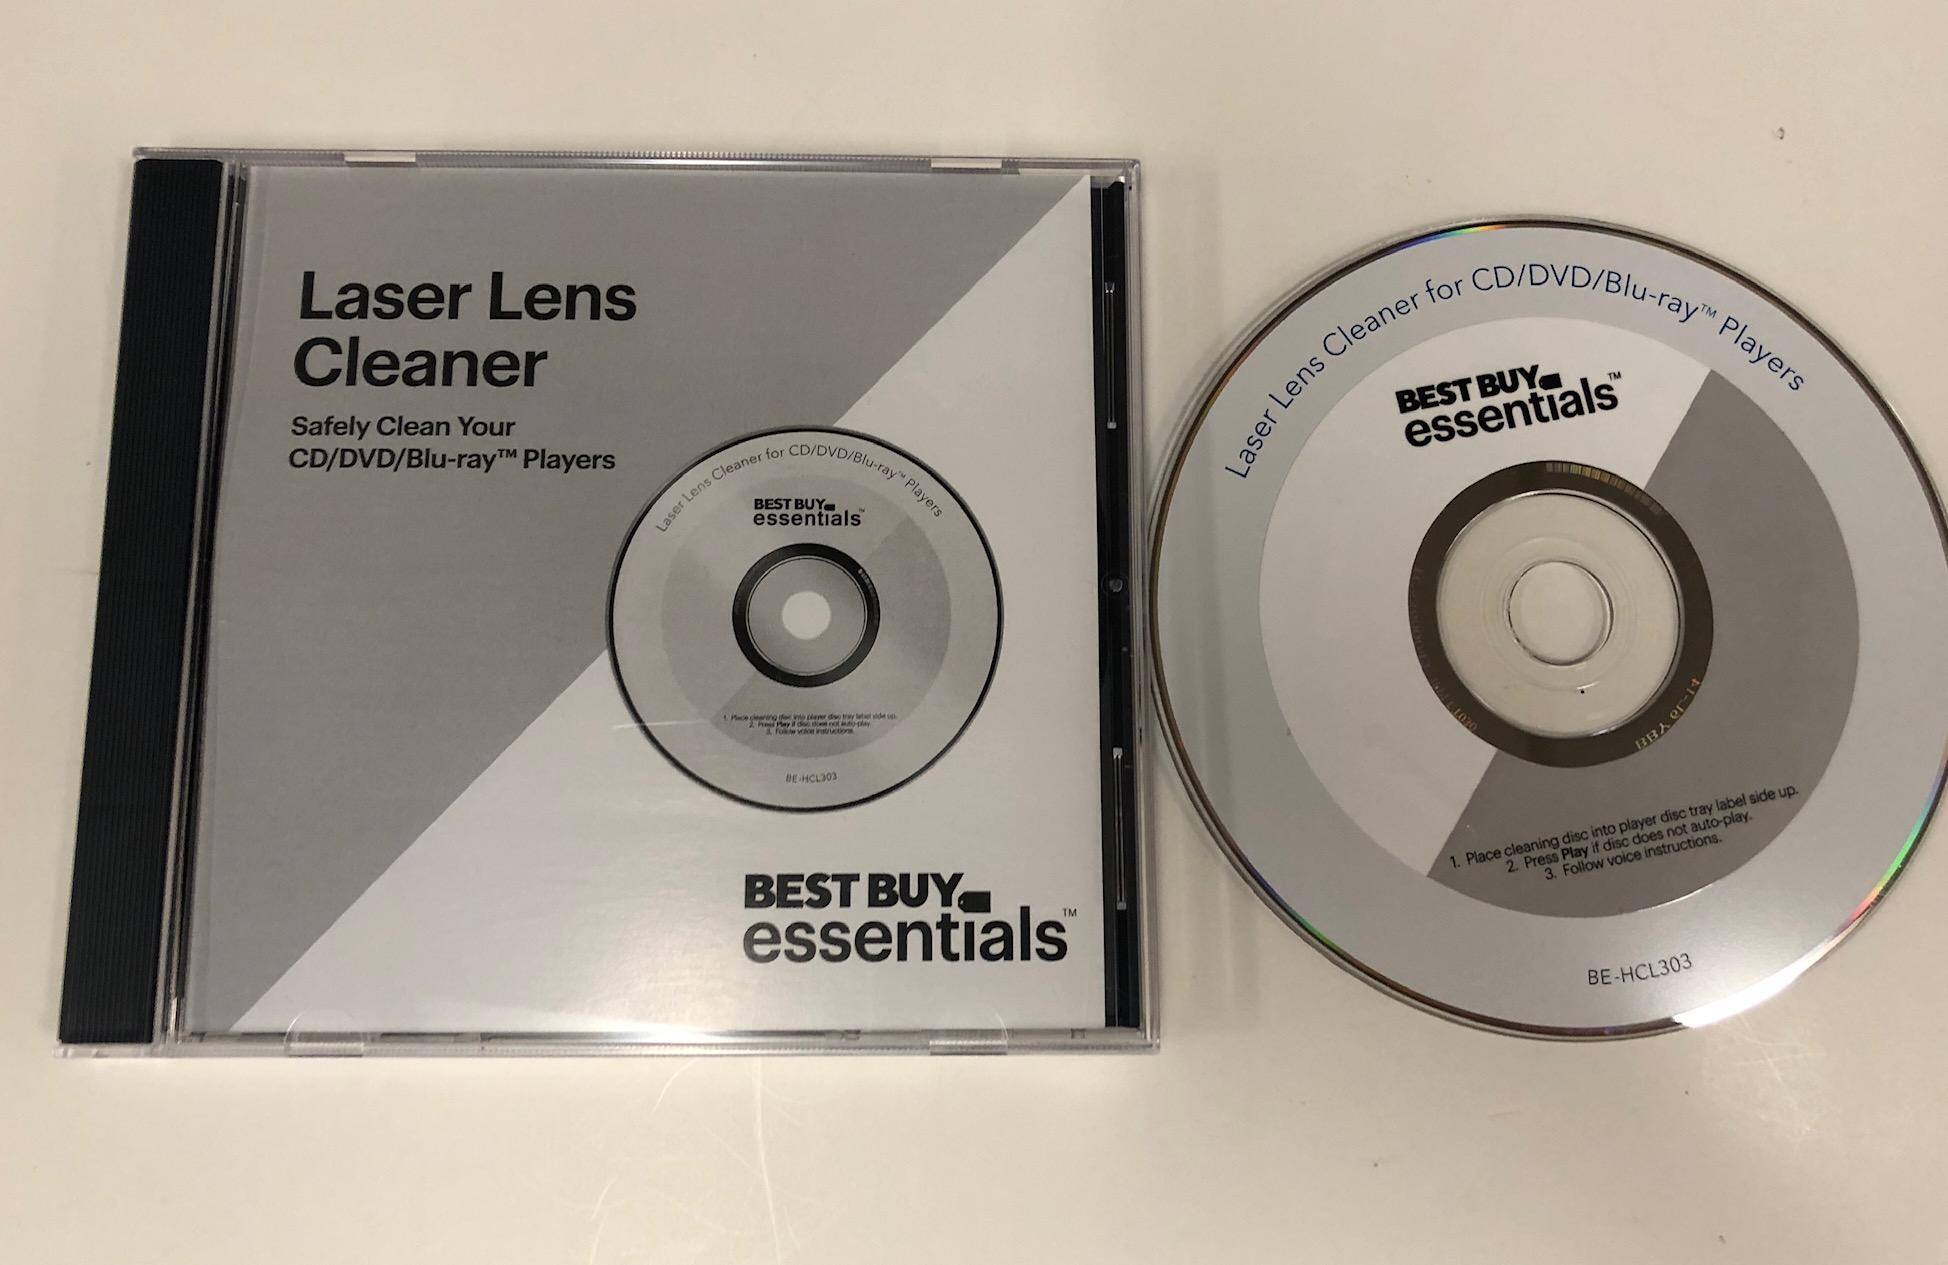 Laser Lens
Cleaner
Safely Clean Your
CD/DVD/Blu-ray™ Players
Laser Lens Cleaner for CD/DVD/Blu-ray™ Players
BEST BUY
essentials™
1. Place cleaning disc into player disc tray label side up.
2. Press Play if disc does not auto-play.
3. Follow voice instructions.
BE-HCL303
BEST BUY
essentials™
Laser Lens Cleaner for CD/DVD/Blu-ray™ Players
BEST BUY
essentials™
1. Place cleaning disc into player disc tray label side up.
2. Press Play if disc does not auto-play.
3. Follow voice instructions.
BE-HCL303